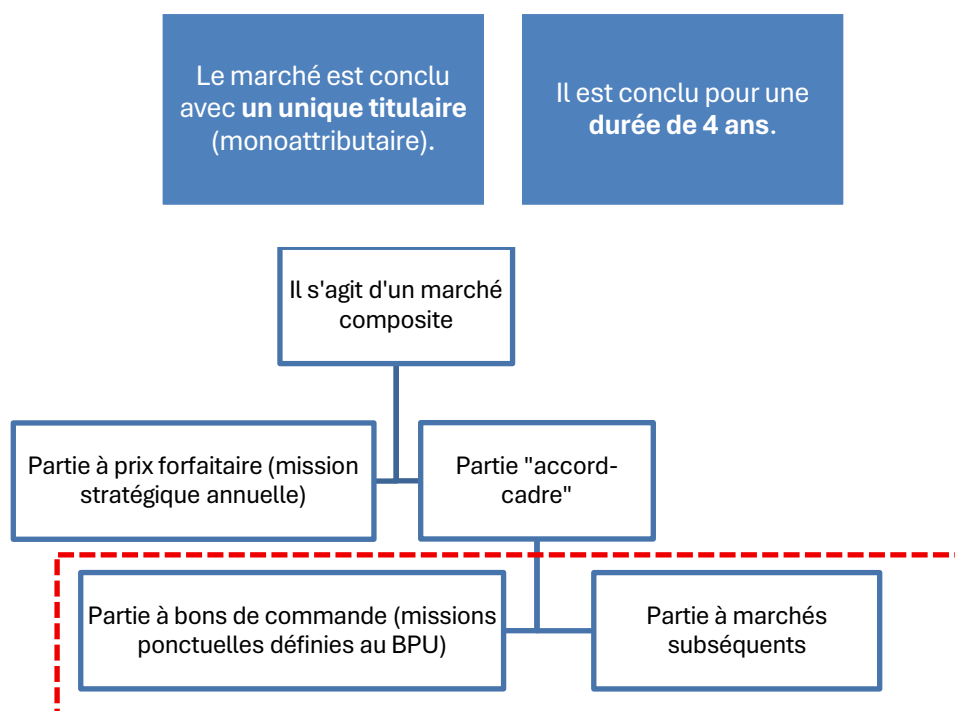 Le marché est conclu
avec un unique titulaire
(monoattributaire).
Il est conclu pour une
durée de 4 ans.
Il s'agit d'un marché
composite
Partie à prix forfaitaire (mission
stratégique annuelle)
Partie "accord-
cadre"
Partie à bons de commande (missions
ponctuelles définies au BPU)
Partie à marchés
subséquents